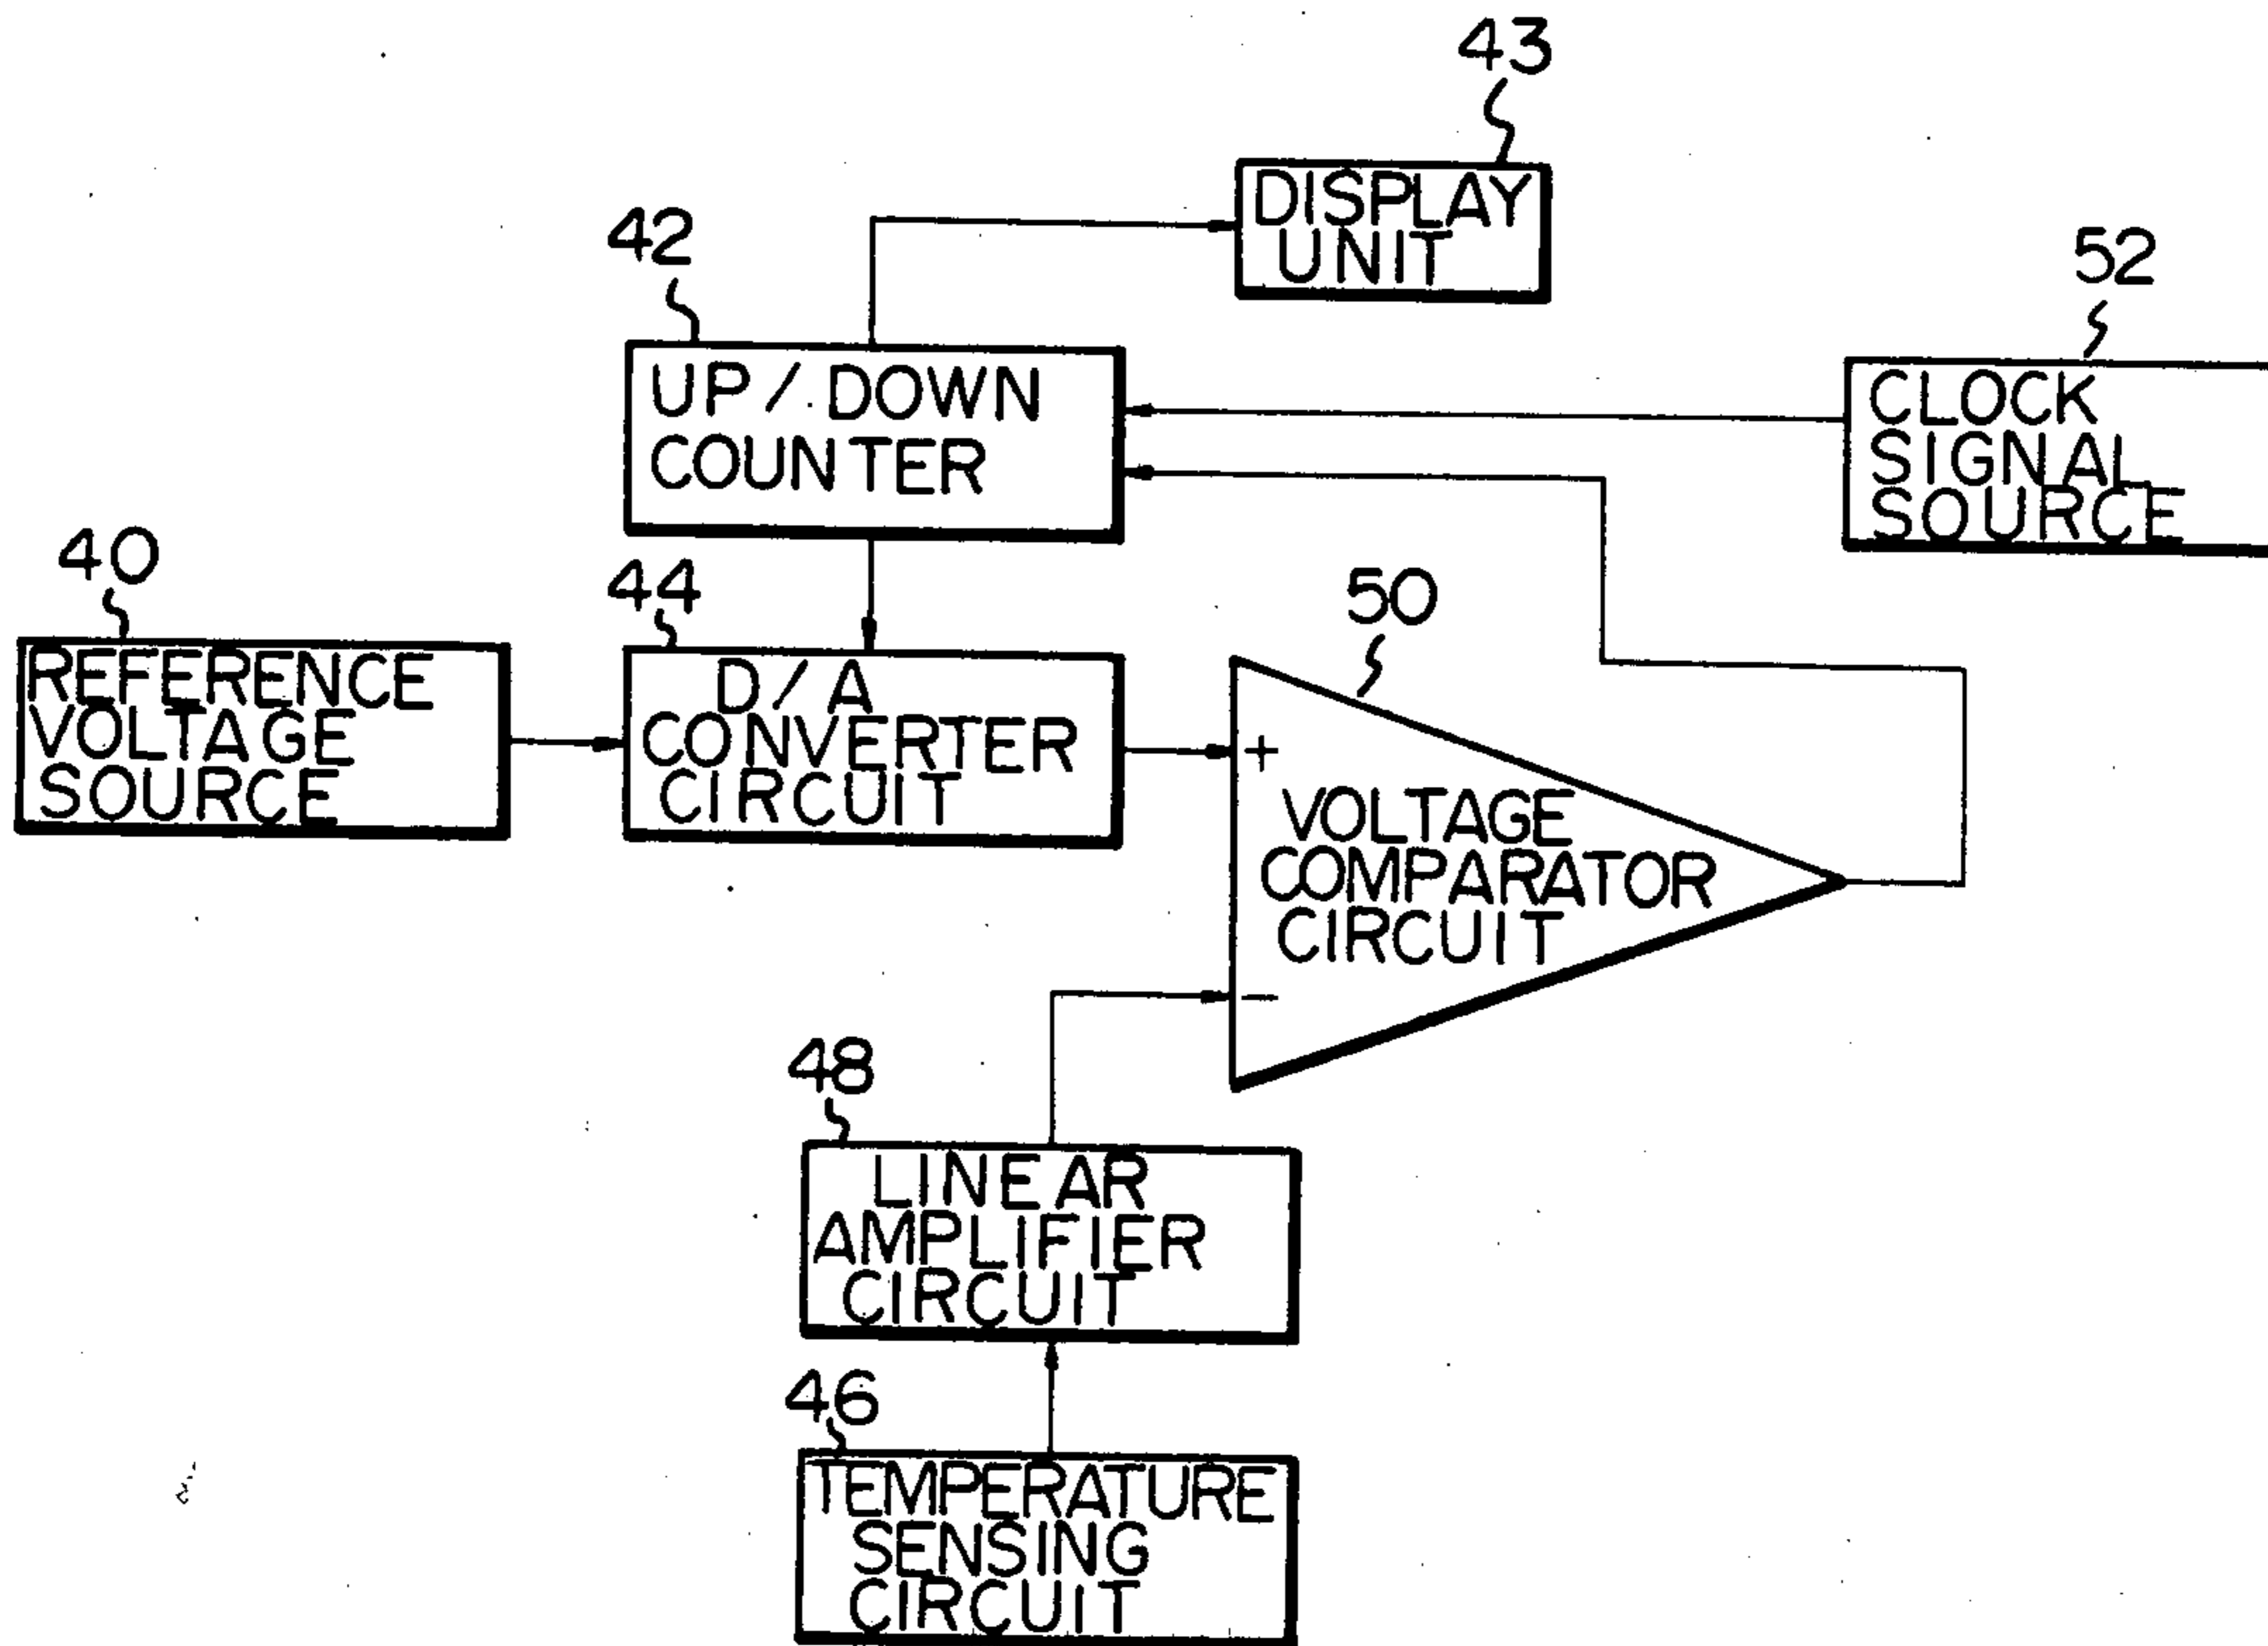 43
DISPLAY
UNIT
42
52
UP/DOWN
COUNTER
CLOCK
SIGNAL
SOURCE
40
44
50
REFERENCE
VOLTAGE
SOURCE
D/A
CONVERTER
CIRCUIT
+
VOLTAGE
COMPARATOR
CIRCUIT
−
48
LINEAR
AMPLIFIER
CIRCUIT
46
TEMPERATURE
SENSING
CIRCUIT